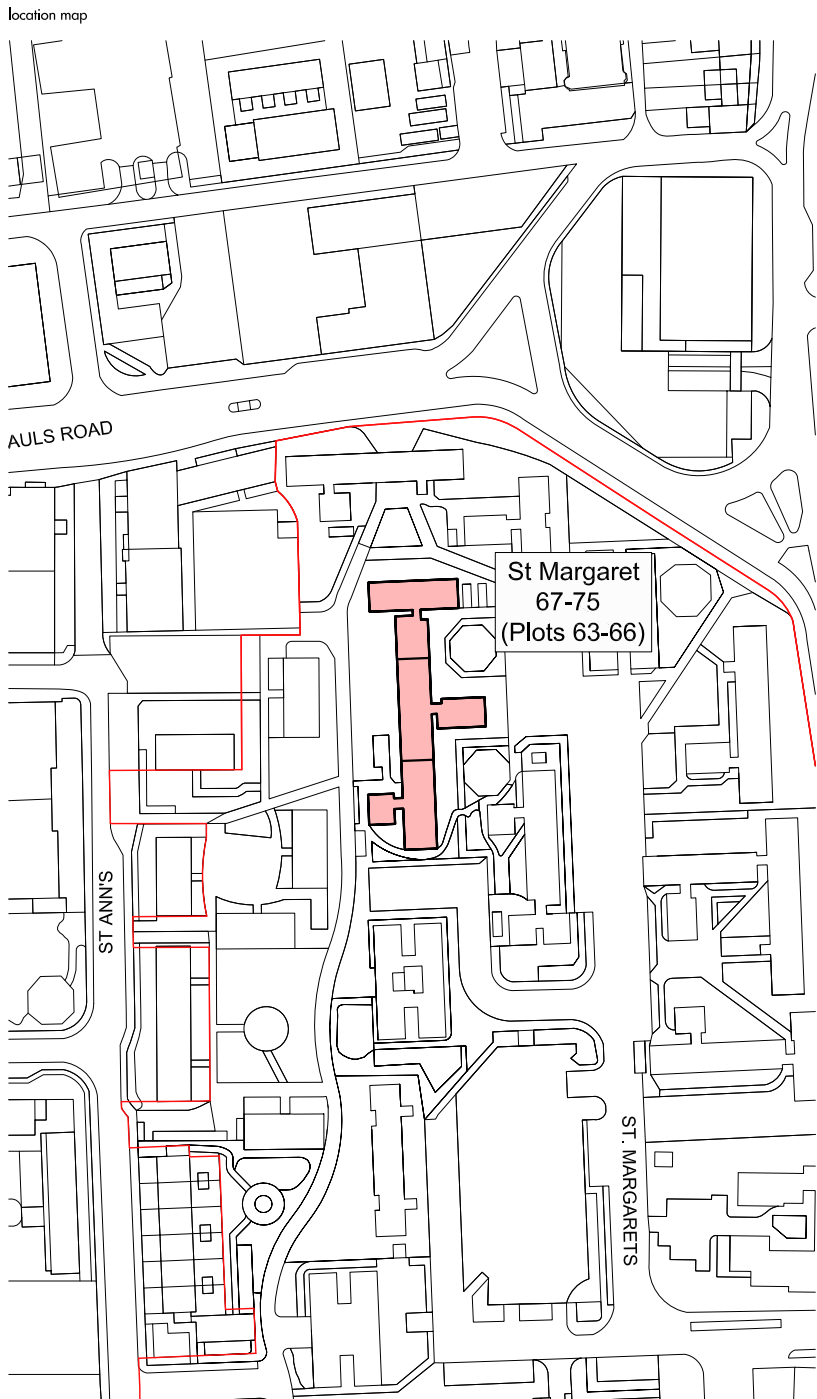 location map
AULS ROAD
St Margaret
67-75
(Plots 63-66)
ST ANN'S
ST. MARGARETS